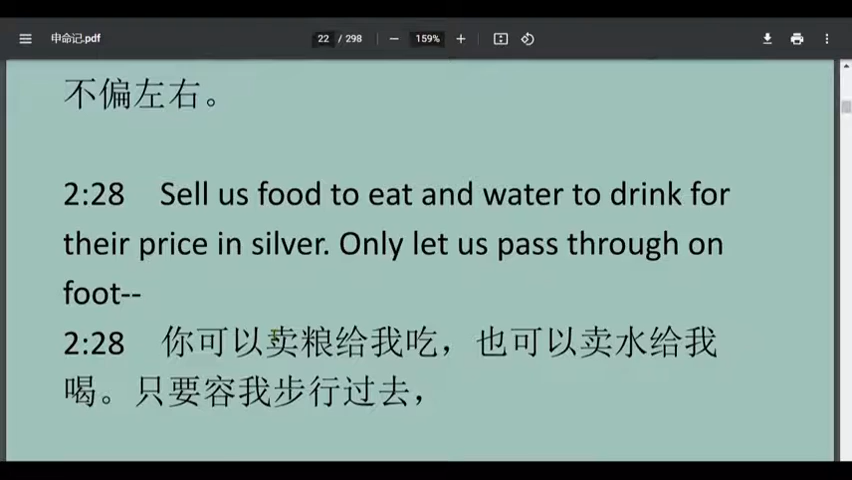 申命记.pdf
22 / 298
159%
不偏左右。
2:28 Sell us food to eat and water to drink for
their price in silver. Only let us pass through on
foot--
2:28 你可以卖粮给我吃，也可以卖水给我
喝。只要容我步行过去，